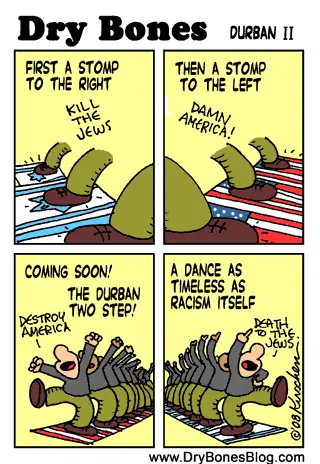 Dry Bones DURBAN II
FIRST A STOMP
TO THE RIGHT
KILL
THE
JEWS
THEN A STOMP
TO THE LEFT
DAMN
AMERICA!
COMING SOON!
THE DURBAN
TWO STEP!
DESTROY
AMERICA
A DANCE AS
TIMELESS AS
RACISM ITSELF
DEATH
TO THE
JEWS
©08 Kirschen
www.DryBonesBlog.com